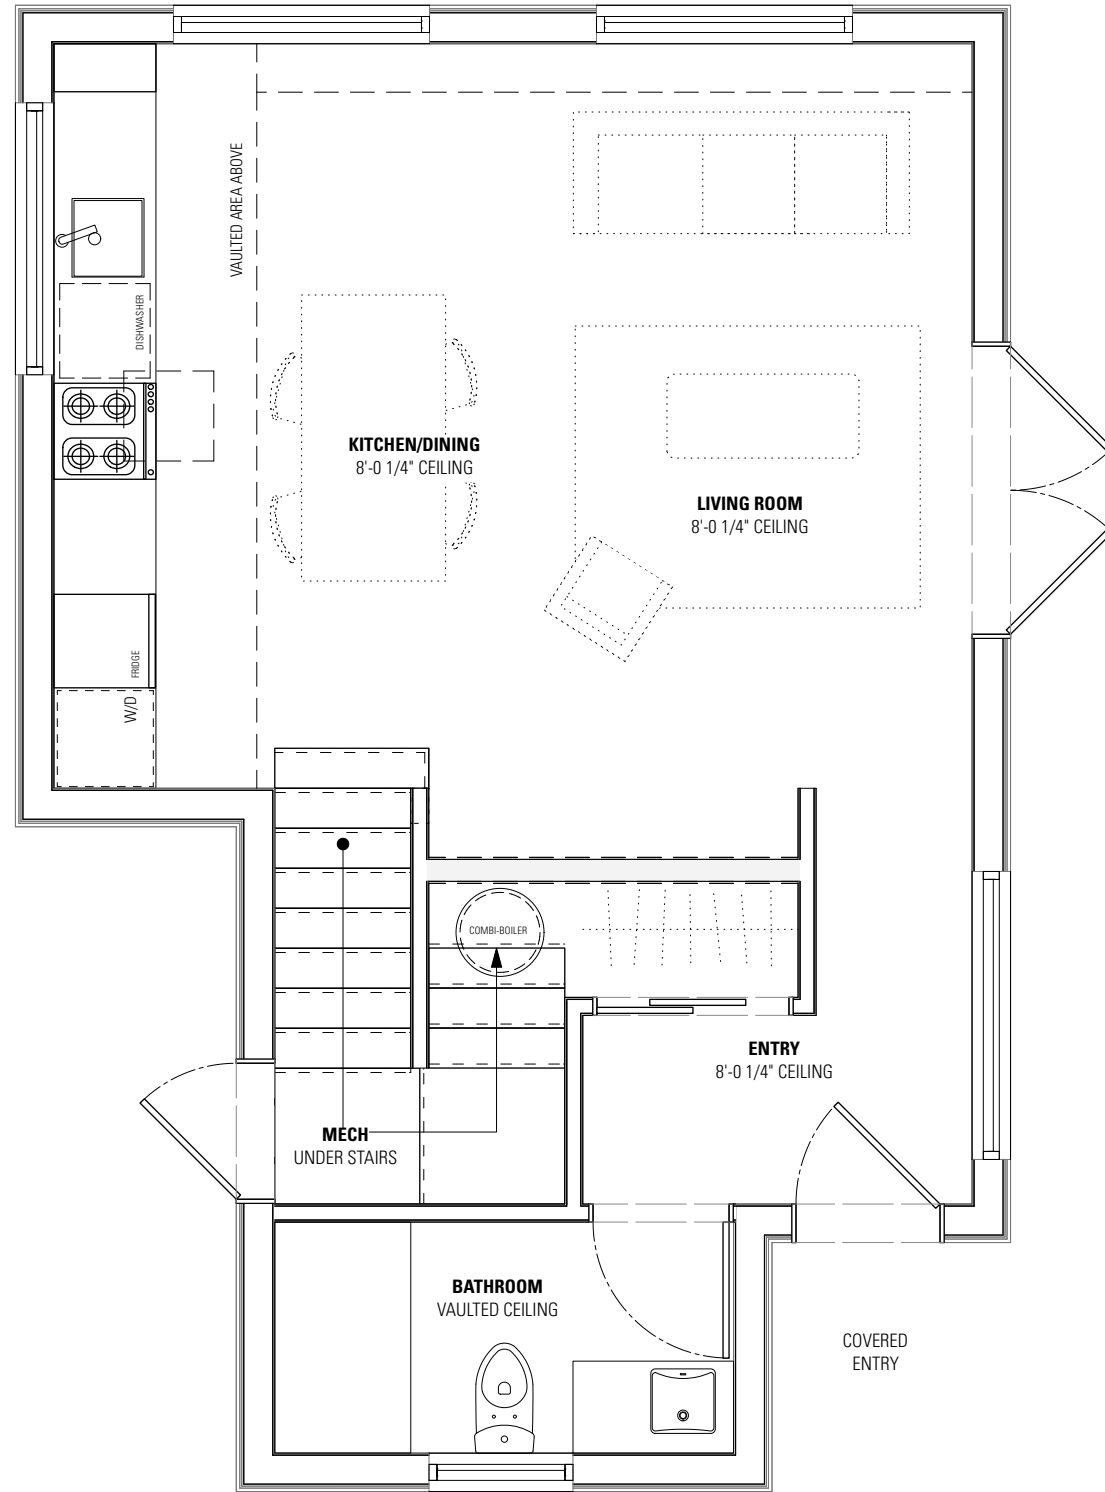 VAULTED AREA ABOVE
DISHWASHER
KITCHEN/DINING
8'-0 1/4" CEILING
LIVING ROOM
8'-0 1/4" CEILING
FRIDGE
W/D
COMBI-BOILER
ENTRY
8'-0 1/4" CEILING
MECH
UNDER STAIRS
BATHROOM
VAULTED CEILING
COVERED
ENTRY